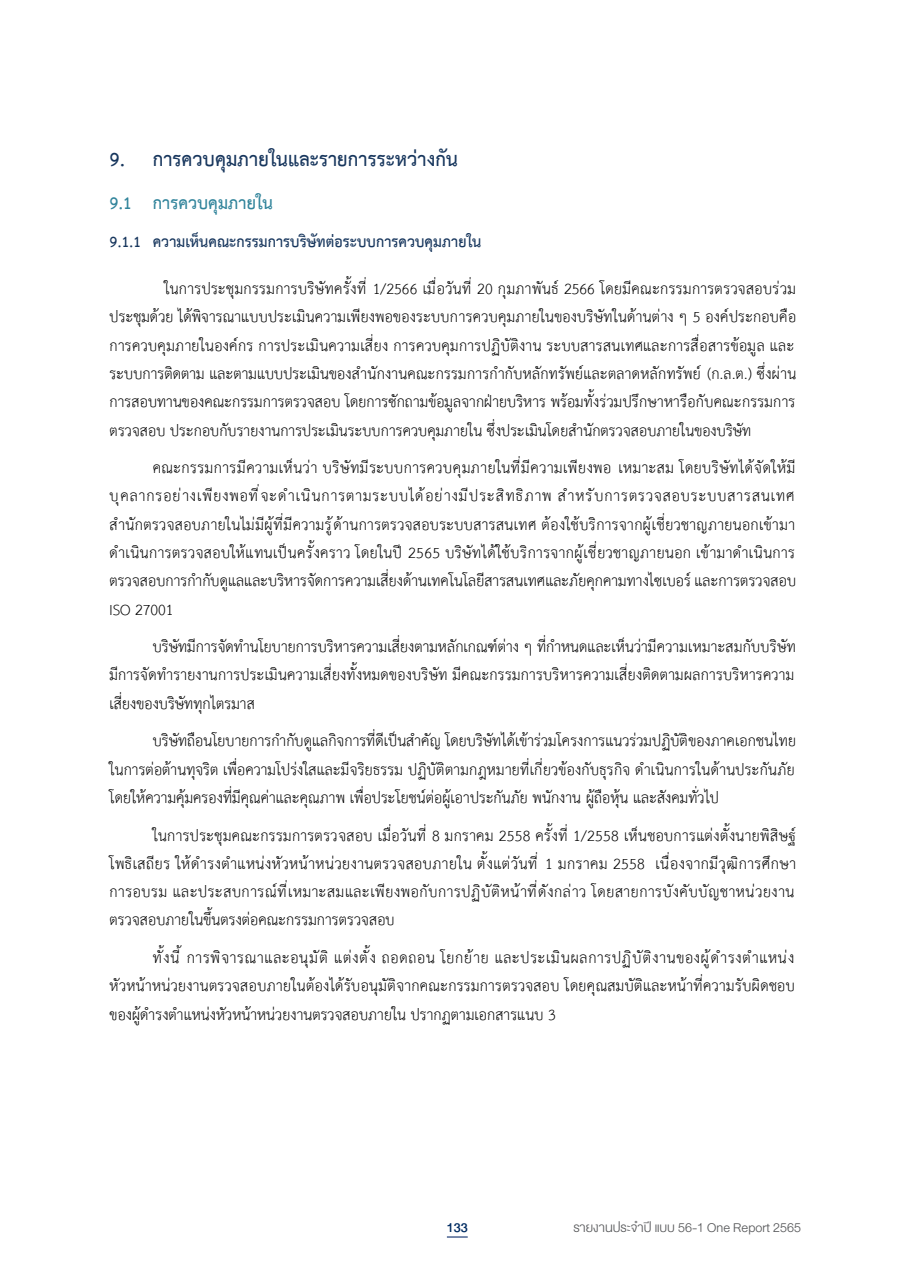 9. การควบคุมภายในและรายการระหว่างกัน
9.1 การควบคุมภายใน
9.1.1 ความเห็นคณะกรรมการบริษัทต่อระบบการควบคุมภายใน
ในการประชุมกรรมการบริษัทครั้งที่ 1/2566 เมื่อวันที่ 20 กุมภาพันธ์ 2566 โดยมีคณะกรรมการตรวจสอบร่วม
ประชุมด้วย ได้พิจารณาแบบประเมินความเพียงพอของระบบการควบคุมภายในของบริษัทในด้านต่าง ๆ 5 องค์ประกอบคือ
การควบคุมภายในองค์กร การประเมินความเสี่ยง การควบคุมการปฏิบัติงาน ระบบสารสนเทศและการสื่อสารข้อมูล และ
ระบบการติดตาม และตามแบบประเมินของสำนักงานคณะกรรมการกำกับหลักทรัพย์และตลาดหลักทรัพย์ (ก.ล.ต.) ซึ่งผ่าน
การสอบทานของคณะกรรมการตรวจสอบ โดยการซักถามข้อมูลจากฝ่ายบริหาร พร้อมทั้งร่วมปรึกษาหารือกับคณะกรรมการ
ตรวจสอบ ประกอบกับรายงานการประเมินระบบการควบคุมภายใน ซึ่งประเมินโดยสำนักตรวจสอบภายในของบริษัท
คณะกรรมการมีความเห็นว่า บริษัทมีระบบการควบคุมภายในที่มีความเพียงพอ เหมาะสม โดยบริษัทได้จัดให้มี
บุคลากรอย่างเพียงพอที่จะดำเนินการตามระบบได้อย่างมีประสิทธิภาพ สำหรับการตรวจสอบระบบสารสนเทศ
สำนักตรวจสอบภายในไม่มีผู้ที่มีความรู้ด้านการตรวจสอบระบบสารสนเทศ ต้องใช้บริการจากผู้เชี่ยวชาญภายนอกเข้ามา
ดำเนินการตรวจสอบให้แทนเป็นครั้งคราว โดยในปี 2565 บริษัทได้ใช้บริการจากผู้เชี่ยวชาญภายนอก เข้ามาดำเนินการ
ตรวจสอบการกำกับดูแลและบริหารจัดการความเสี่ยงด้านเทคโนโลยีสารสนเทศและภัยคุกคามทางไซเบอร์ และการตรวจสอบ
ISO 27001
บริษัทมีการจัดทำนโยบายการบริหารความเสี่ยงตามหลักเกณฑ์ต่าง ๆ ที่กำหนดและเห็นว่ามีความเหมาะสมกับบริษัท
มีการจัดทำรายงานการประเมินความเสี่ยงทั้งหมดของบริษัท มีคณะกรรมการบริหารความเสี่ยงติดตามผลการบริหารความ
เสี่ยงของบริษัททุกไตรมาส
บริษัทถือนโยบายการกำกับดูแลกิจการที่ดีเป็นสำคัญ โดยบริษัทได้เข้าร่วมโครงการแนวร่วมปฏิบัติของภาคเอกชนไทย
ในการต่อต้านทุจริต เพื่อความโปร่งใสและมีจริยธรรม ปฏิบัติตามกฎหมายที่เกี่ยวข้องกับธุรกิจ ดำเนินการในด้านประกันภัย
โดยให้ความคุ้มครองที่มีคุณค่าและคุณภาพ เพื่อประโยชน์ต่อผู้เอาประกันภัย พนักงาน ผู้ถือหุ้น และสังคมทั่วไป
ในการประชุมคณะกรรมการตรวจสอบ เมื่อวันที่ 8 มกราคม 2558 ครั้งที่ 1/2558 เห็นชอบการแต่งตั้งนายพิสิษฐ์
โพธิเสถียร ให้ดำรงตำแหน่งหัวหน้าหน่วยงานตรวจสอบภายใน ตั้งแต่วันที่ 1 มกราคม 2558 เนื่องจากมีวุฒิการศึกษา
การอบรม และประสบการณ์ที่เหมาะสมและเพียงพอกับการปฏิบัติหน้าที่ดังกล่าว โดยสายการบังคับบัญชาหน่วยงาน
ตรวจสอบภายในขึ้นตรงต่อคณะกรรมการตรวจสอบ
ทั้งนี้ การพิจารณาและอนุมัติ แต่งตั้ง ถอดถอน โยกย้าย และประเมินผลการปฏิบัติงานของผู้ดำรงตำแหน่ง
หัวหน้าหน่วยงานตรวจสอบภายในต้องได้รับอนุมัติจากคณะกรรมการตรวจสอบ โดยคุณสมบัติและหน้าที่ความรับผิดชอบ
ของผู้ดำรงตำแหน่งหัวหน้าหน่วยงานตรวจสอบภายใน ปรากฏตามเอกสารแนบ 3
133 รายงานประจำปี แบบ 56-1 One Report 2565